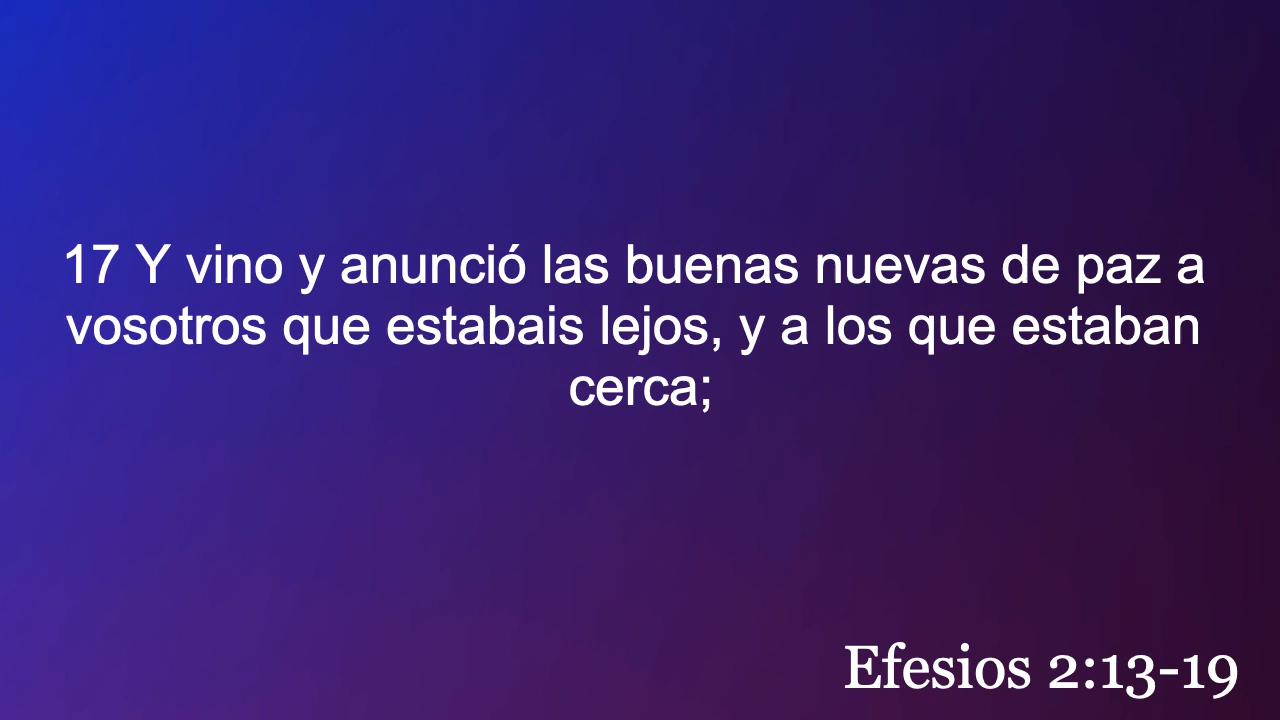 17 Y vino y anunció las buenas nuevas de paz a
vosotros que estabais lejos, y a los que estaban
cerca;
Efesios 2:13-19